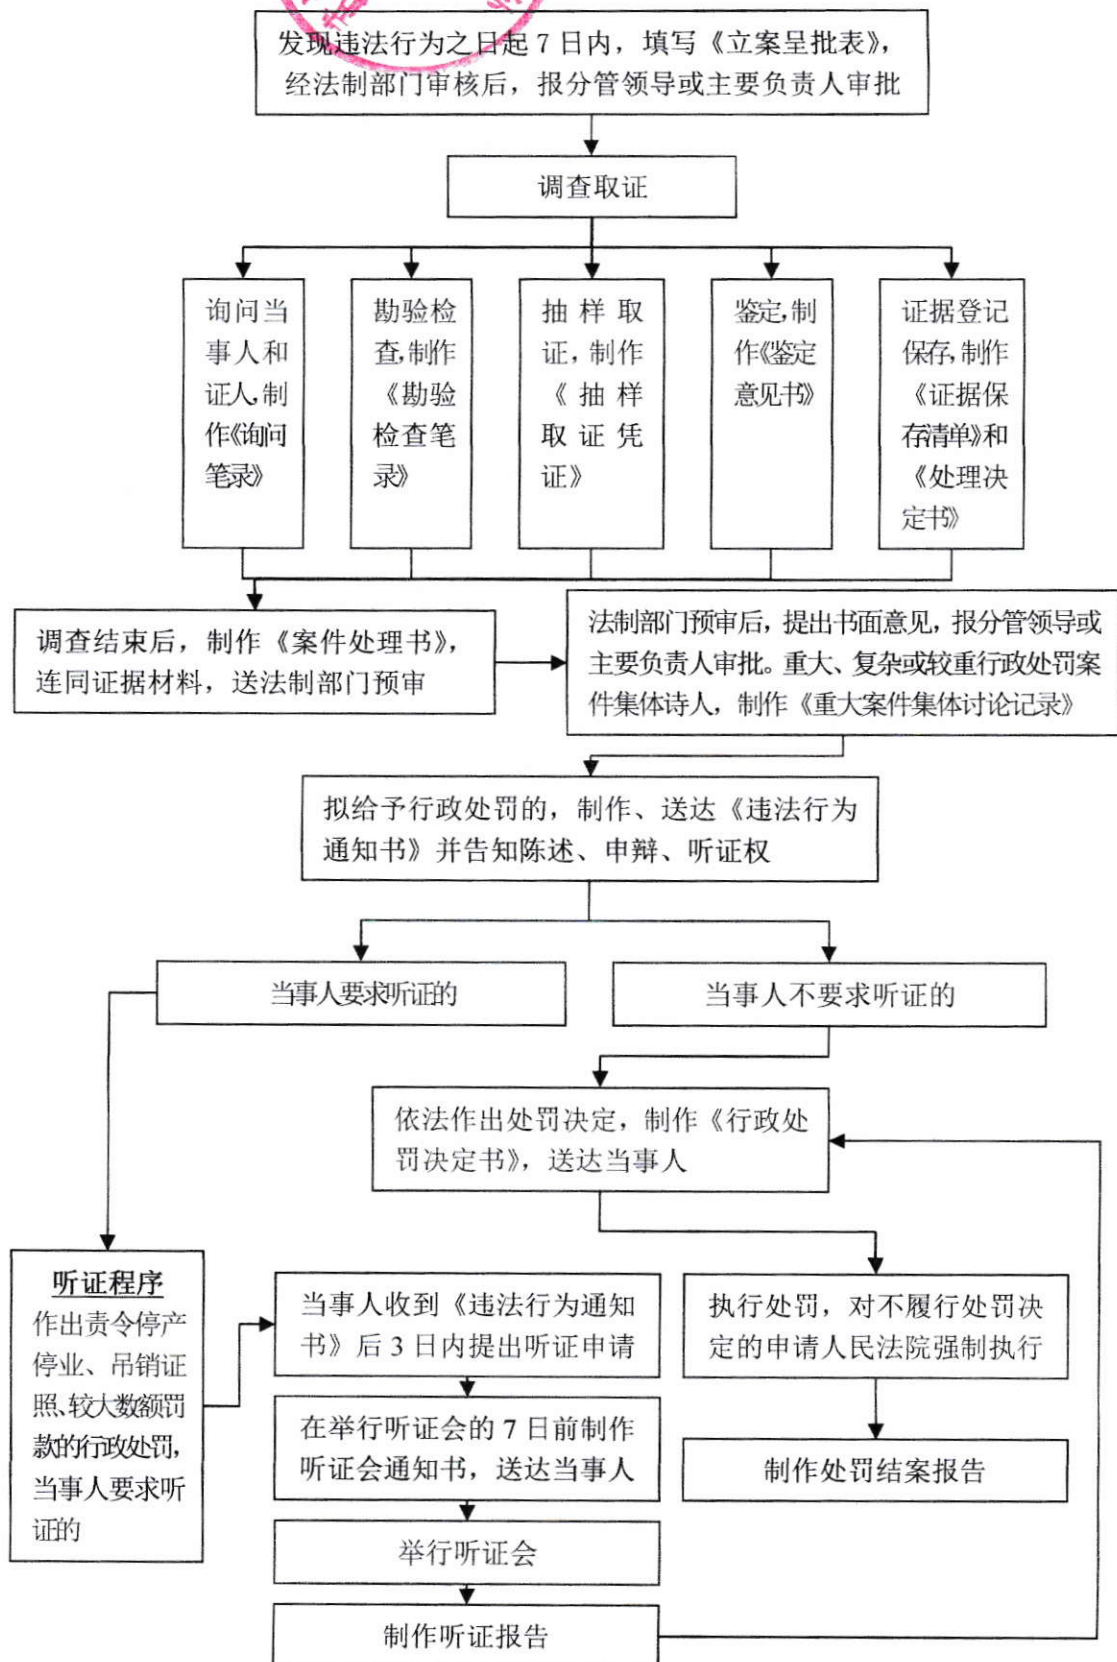 发现违法行为之日起 7 日内，填写《立案呈批表》，
经法制部门审核后，报分管领导或主要负责人审批
调查取证
询问当
事人和
证人,制
作《询问
笔录》
勘验检
查,制作
《勘验
检查笔
录》
抽样取
证,制作
《抽样
取证凭
证》
鉴定,制
作《鉴定
意见书》
证据登记
保存,制作
《证据保
存清单》和
《处理决
定书》
调查结束后，制作《案件处理书》，
连同证据材料，送法制部门预审
法制部门预审后，提出书面意见，报分管领导或
主要负责人审批。重大、复杂或较重行政处罚案
件集体诗人，制作《重大案件集体讨论记录》
拟给予行政处罚的，制作、送达《违法行为
通知书》并告知陈述、申辩、听证权
当事人要求听证的
当事人不要求听证的
依法作出处罚决定，制作《行政处
罚决定书》，送达当事人
听证程序
作出责令停产
停业、吊销证
照、较大数额罚
款的行政处罚，
当事人要求听
证的
当事人收到《违法行为通知
书》后 3 日内提出听证申请
在举行听证会的 7 日前制作
听证会通知书，送达当事人
举行听证会
制作听证报告
执行处罚，对不履行处罚决
定的申请人民法院强制执行
制作处罚结案报告